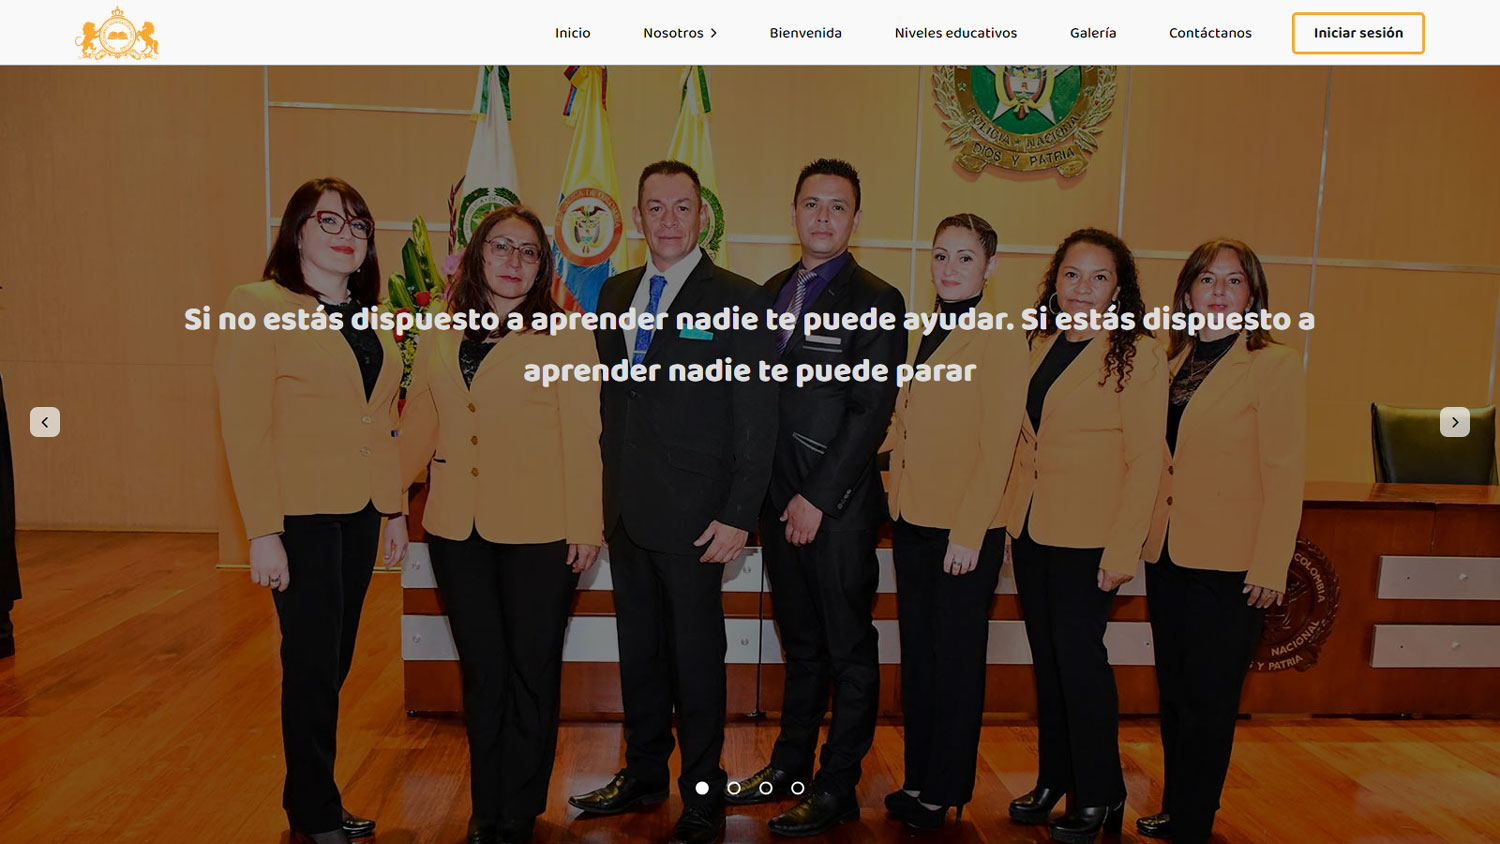 Inicio
Nosotros
Bienvenida
Niveles educativos
Galería
Contáctanos
Iniciar sesión
POLICIA NACIONAL
DIOS Y PATRIA
Si no estás dispuesto a aprender nadie te puede ayudar. Si estás dispuesto a
aprender nadie te puede parar
COLOMBIA
NACIONAL
S Y PATRIA